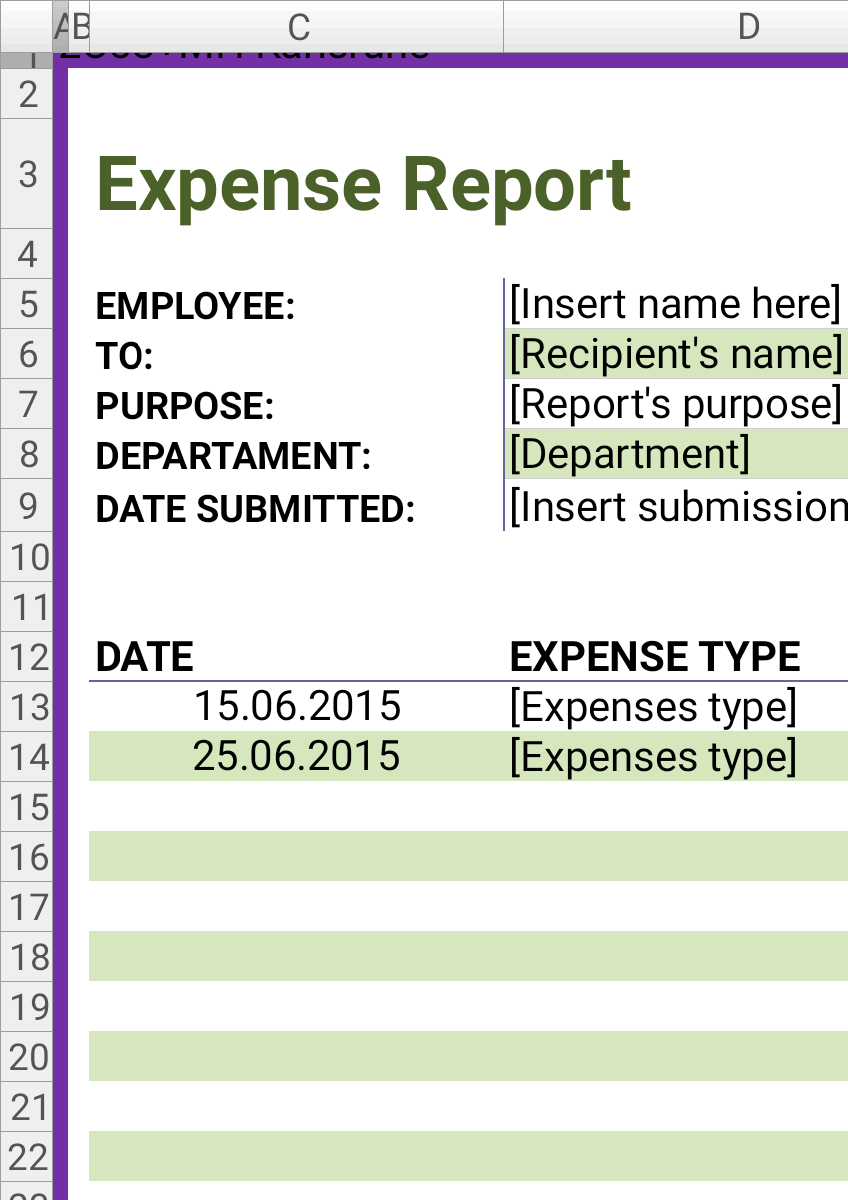 A B C D
2
3 Expense Report
4
5 EMPLOYEE: [Insert name here]
6 TO: [Recipient's name]
7 PURPOSE: [Report's purpose]
8 DEPARTAMENT: [Department]
9 DATE SUBMITTED: [Insert submission
10
11
12 DATE EXPENSE TYPE
13 15.06.2015 [Expenses type]
14 25.06.2015 [Expenses type]
15
16
17
18
19
20
21
22